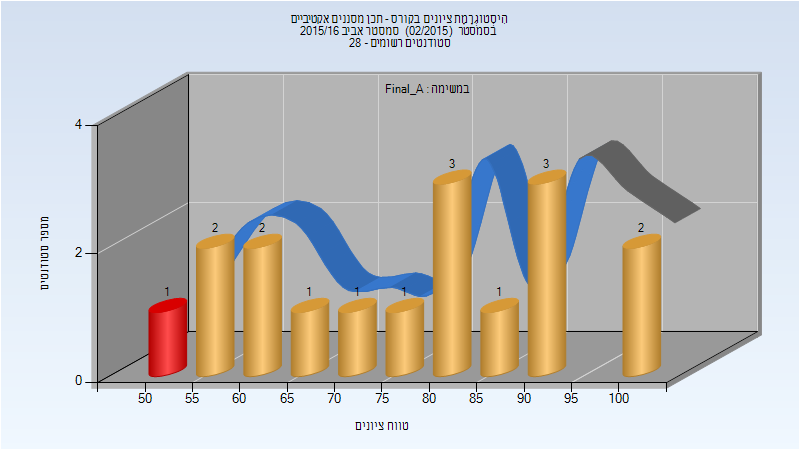 היסטוגרמת ציונים בקורס - תכן מסננים אקטיביים
בסמסטר (02/2015) סמסטר אביב 2015/16
סטודנטים רשומים - 28
במשימה : Final_A
מספר סטודנטים
4
2
0
1
2
2
1
1
1
3
1
3
2
50 55 60 65 70 75 80 85 90 95 100
טווח ציונים